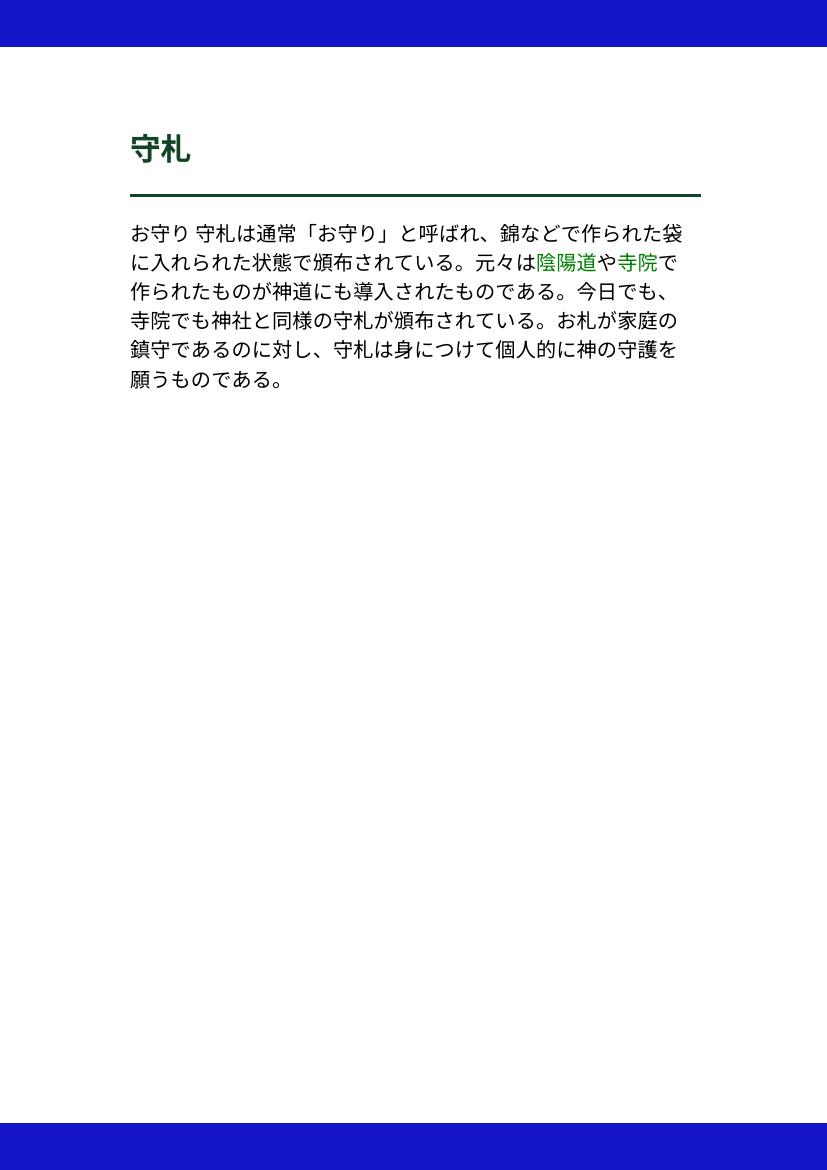 守札
お守り 守札は通常「お守り」と呼ばれ、錦などで作られた袋
に入れられた状態で頒布されている。元々は陰陽道や寺院で
作られたものが神道にも導入されたものである。今日でも、
寺院でも神社と同様の守札が頒布されている。お札が家庭の
鎮守であるのに対し、守札は身につけて個人的に神の守護を
願うものである。